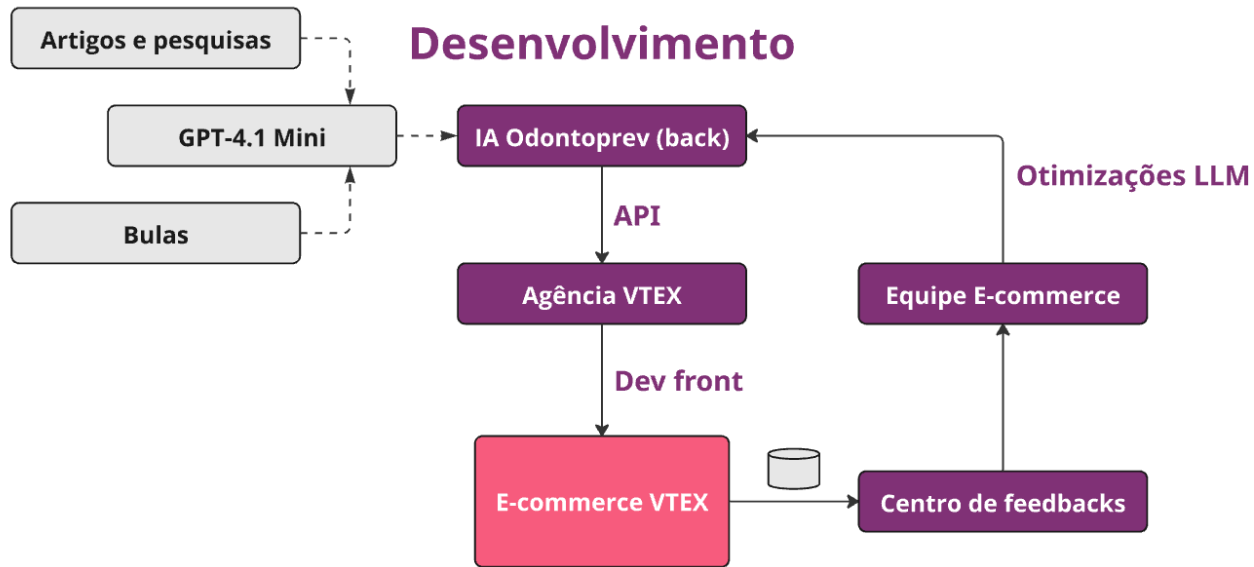 Artigos e pesquisas
Desenvolvimento
GPT-4.1 Mini
IA Odontoprev (back)
Otimizações LLM
Bulas
API
Agência VTEX
Equipe E-commerce
Dev front
E-commerce VTEX
Centro de feedbacks